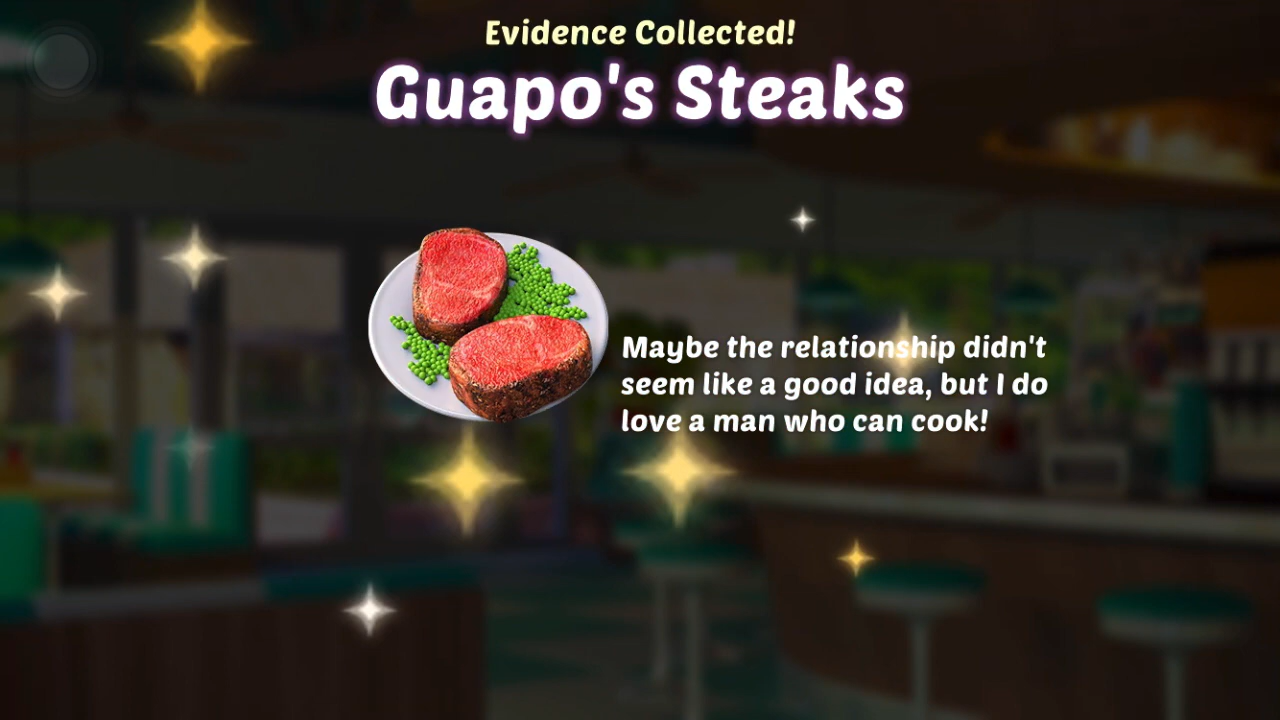 Evidence Collected!
Guapo's Steaks
Maybe the relationship didn't
seem like a good idea, but I do
love a man who can cook!